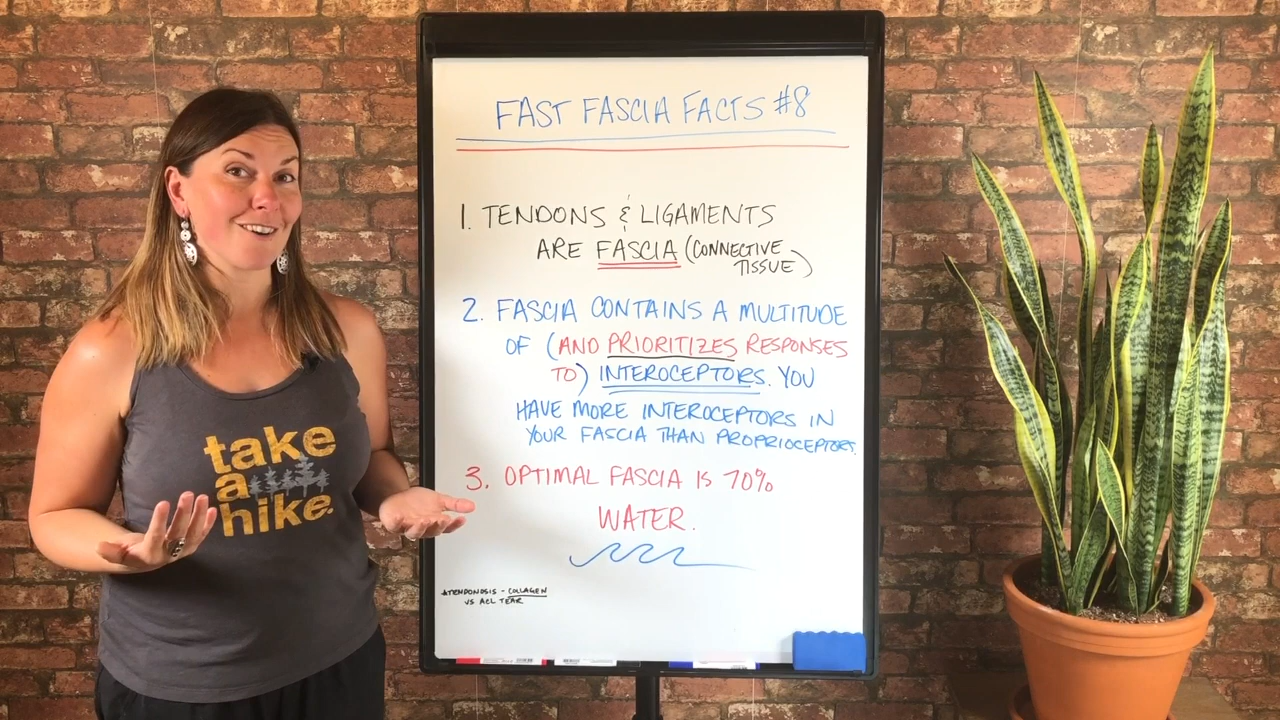 FAST FASCIA FACTS #8
1. TENDONS & LIGAMENTS
ARE FASCIA (CONNECTIVE
TISSUE)
2. FASCIA CONTAINS A MULTITUDE
OF (AND PRIORITIZES RESPONSES
TO) INTEROCEPTORS. YOU
HAVE MORE INTEROCEPTORS IN
YOUR FASCIA THAN PROPRIOCEPTORS.
3. OPTIMAL FASCIA IS 70%
WATER.
*TENDONOSIS - COLLAGEN
VS ACL TEAR
take
a
hike.